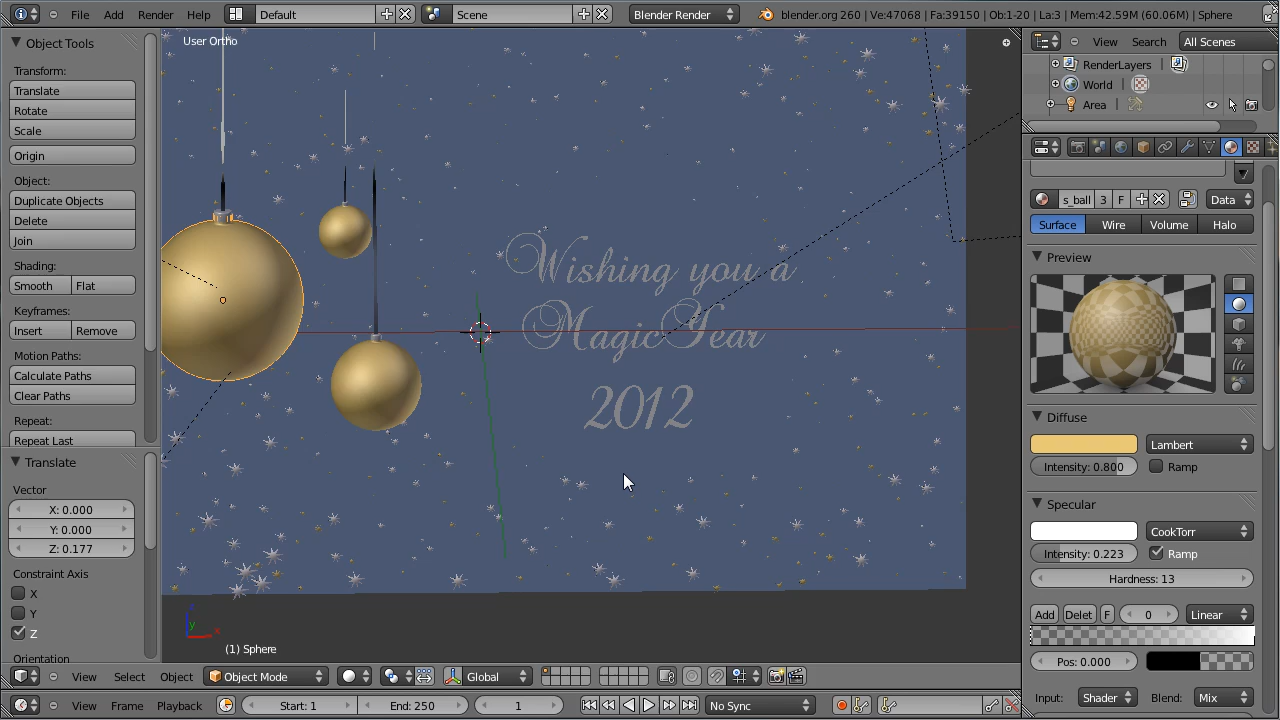 Add Render Help Default Scene Blender Render blender.org 260 | Ve:47068 | Fa:39150 | Ob:1-20 | La:3 | Mem:42.59M (60.06M) | Sphere
Object Tools
Transform:
Translate
Rotate
Scale
Origin
Object:
Duplicate Objects
Delete
Join
Shading:
Smooth Flat
Keyframes:
Insert Remove
Motion Paths:
Calculate Paths
Clear Paths
Repeat:
Repeat Last
Translate
Vector
X: 0.000
Y: 0.000
Z: 0.177
Constraint Axis
X
Y
Z
Orientation
User Ortho
Wishing you a
Magic Year
2012
z
y x
(1) Sphere
View Select Object Object Mode Global
View Frame Playback Start: End: 250 1 No Sync
View Search All Scenes
RenderLayers |
World |
Area |
s_ball 3 F Data
Surface Wire Volume Halo
Preview
Diffuse
Lambert
Intensity: 0.800 Ramp
Specular
CookTorr
Intensity: 0.223 Ramp
Hardness: 13
Add Delet F 0 Linear
Pos: 0.000
Input: Shader Blend: Mix